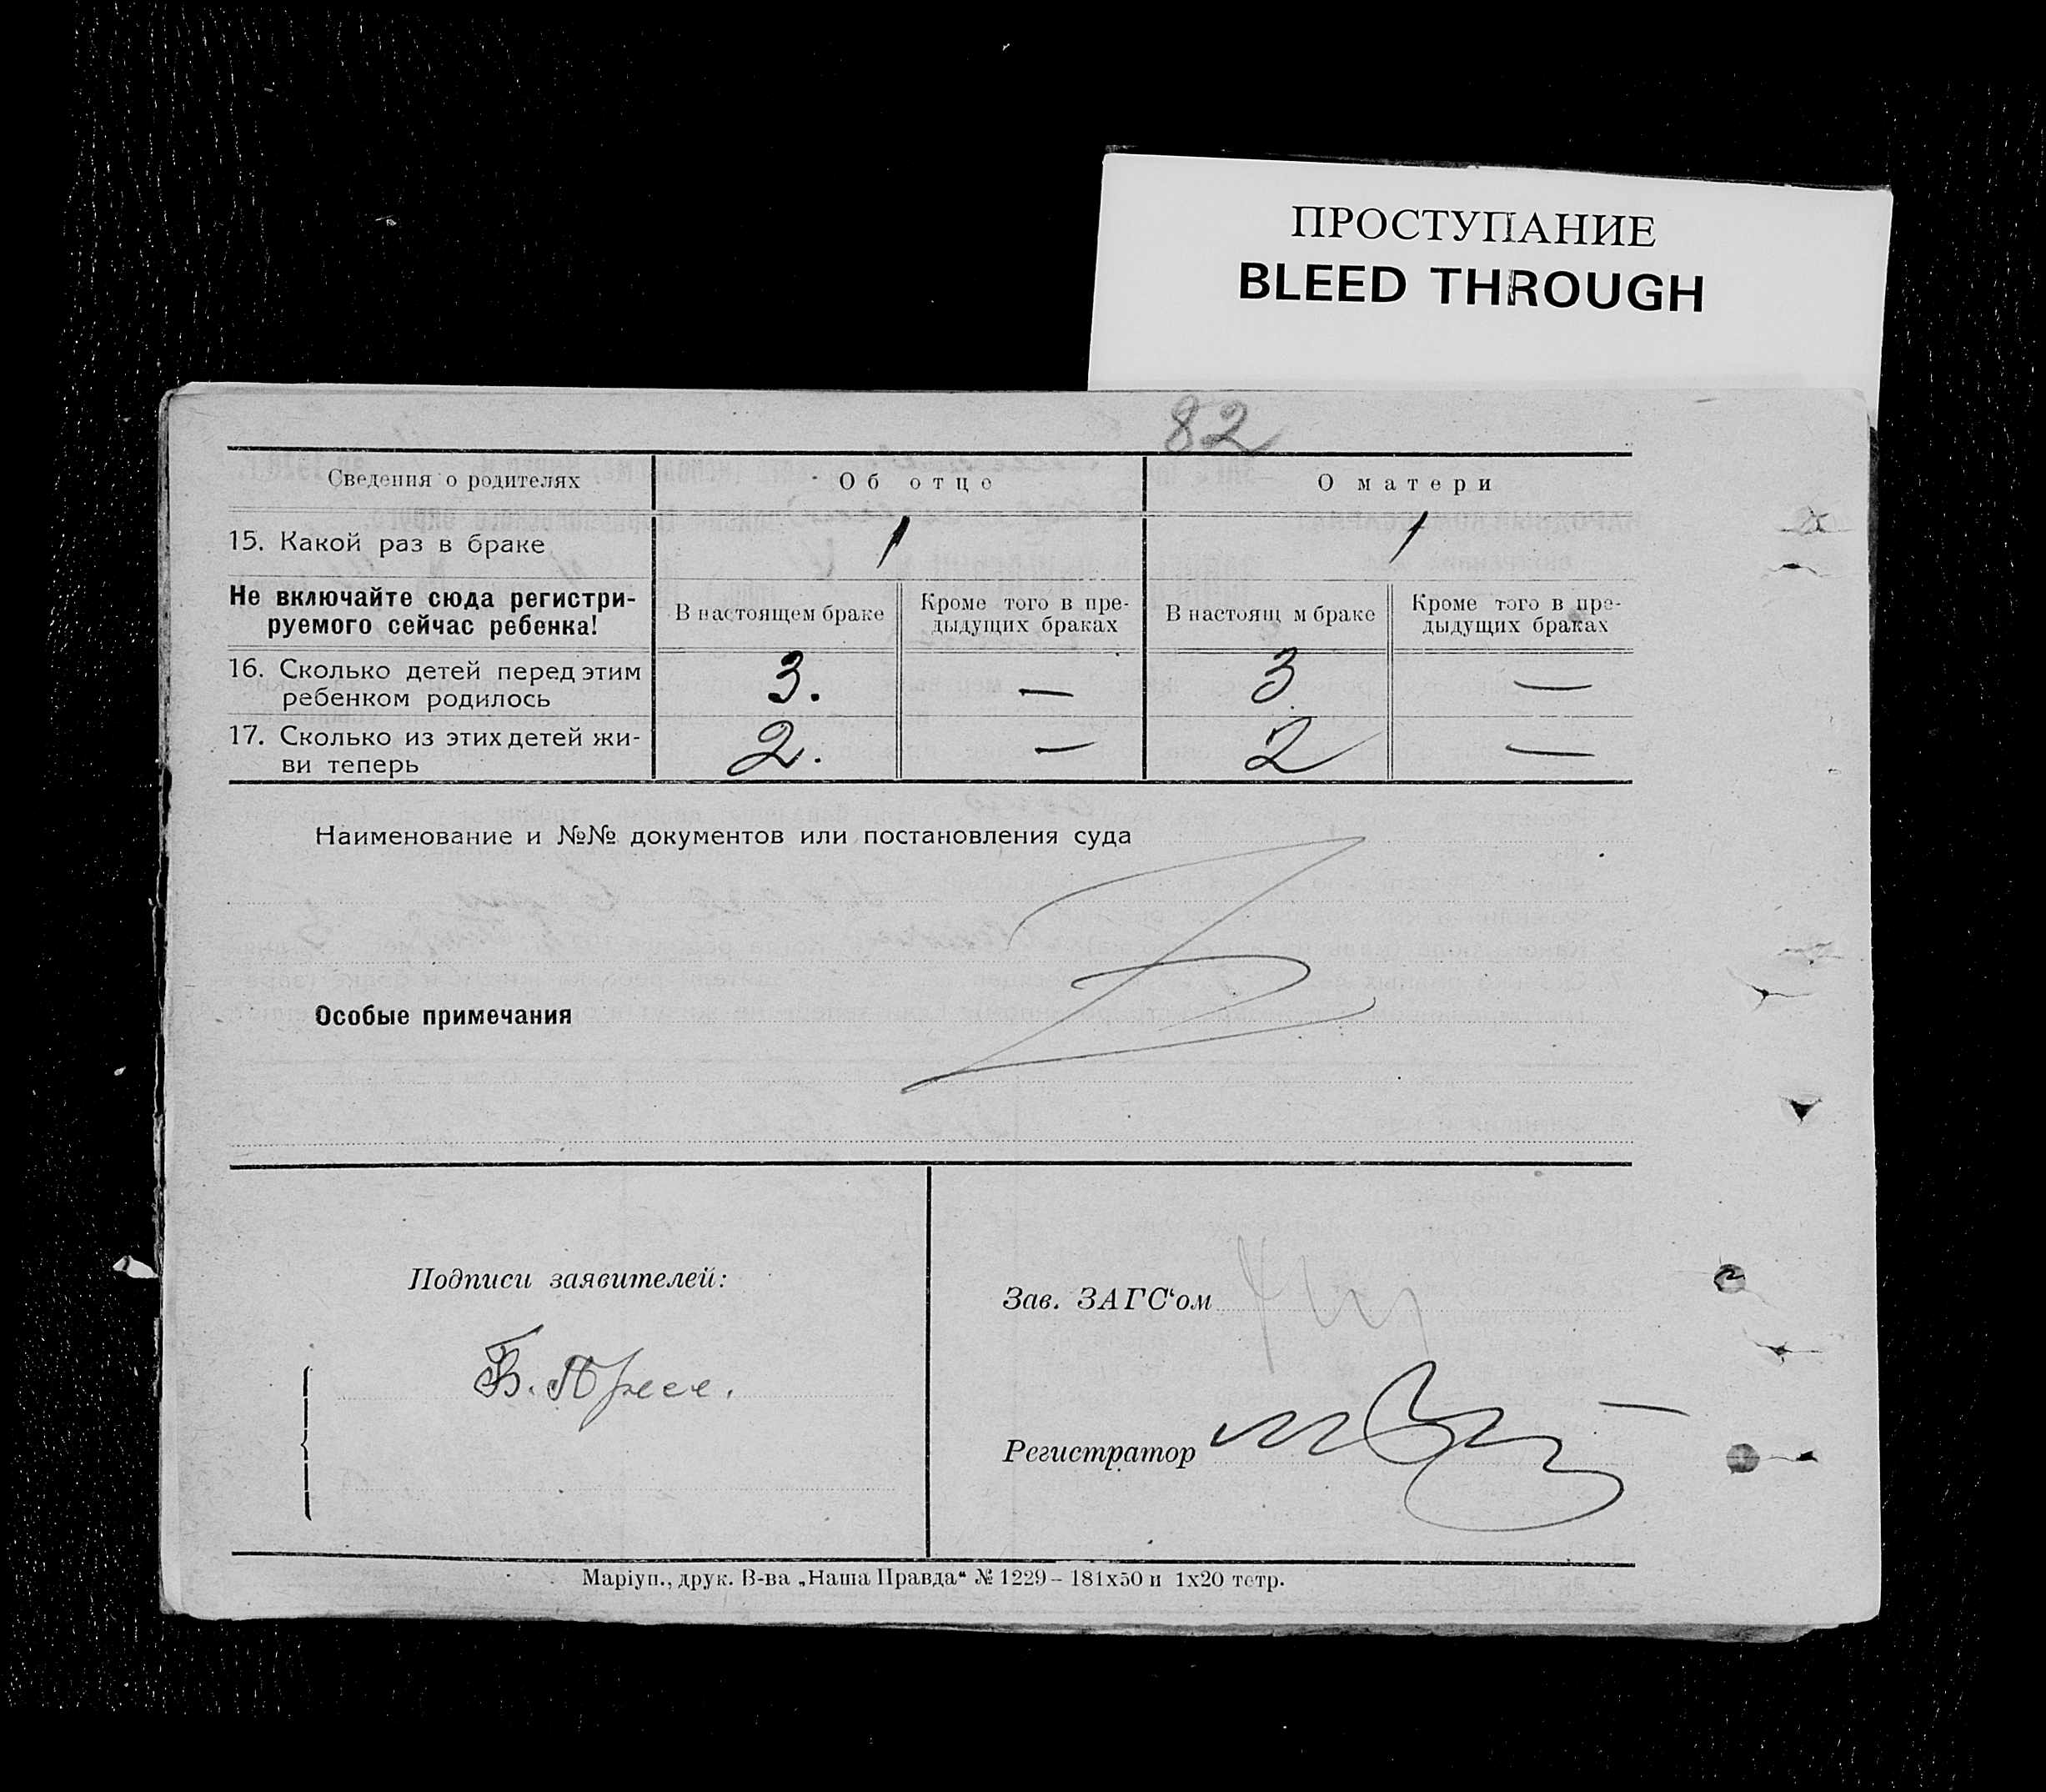 ПРОСТУПАНИЕ
BLEED THROUGH
82
Сведения о родителях Об отце О матери
15. Какой раз в браке 1 1
Не включайте сюда регистри-
руемого сейчас ребенка!
В настоящем браке
Кроме того в пре-
дыдущих браках
В настоящ м браке
Кроме того в пре-
дыдущих браках
16. Сколько детей перед этим
ребенком родилось 3. — 3 —
17. Сколько из этих детей жи-
ви теперь 2. — 2 —
Наименование и №№ документов или постановления суда
Особые примечания
Подписи заявителей:
Зав. ЗАГС‘ом
Б. Пресс.
Регистратор
Маріуп., друк. В-ва „Наша Правда“ № 1229 – 181х50 и 1х20 тетр.